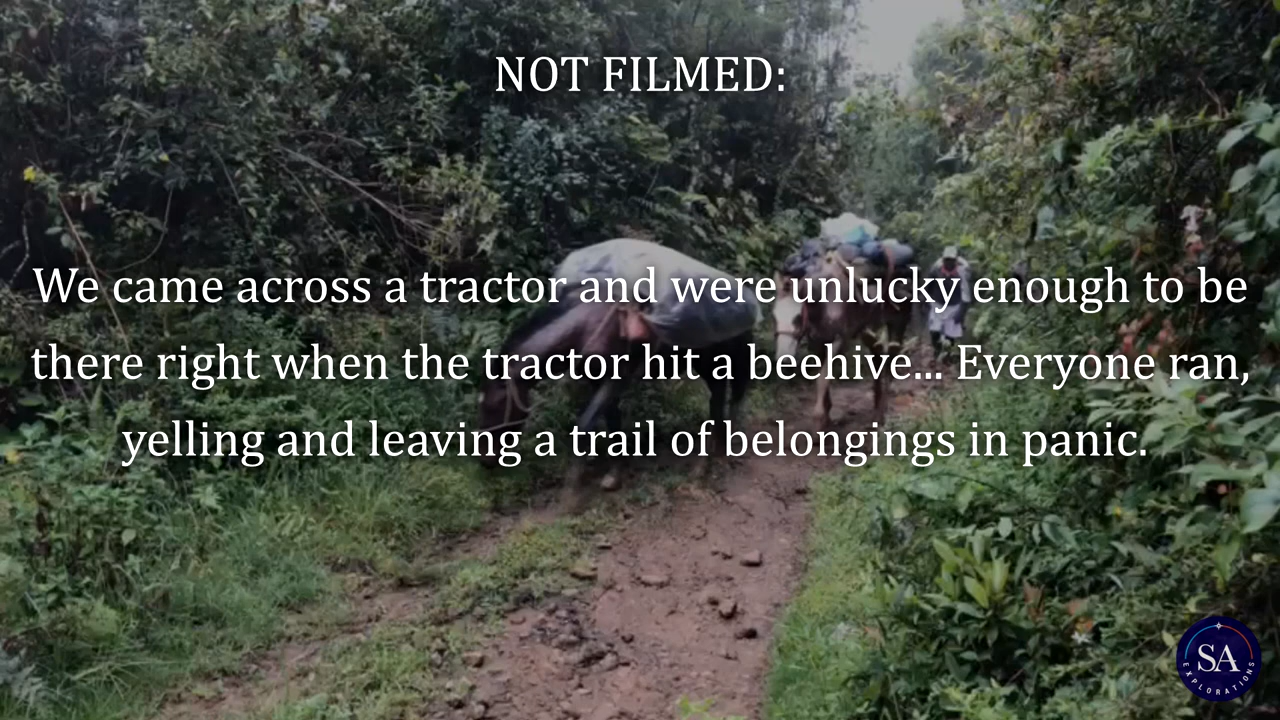 NOT FILMED:
We came across a tractor and were unlucky enough to be
there right when the tractor hit a beehive... Everyone ran,
yelling and leaving a trail of belongings in panic.
SA
EXPLORATIONS